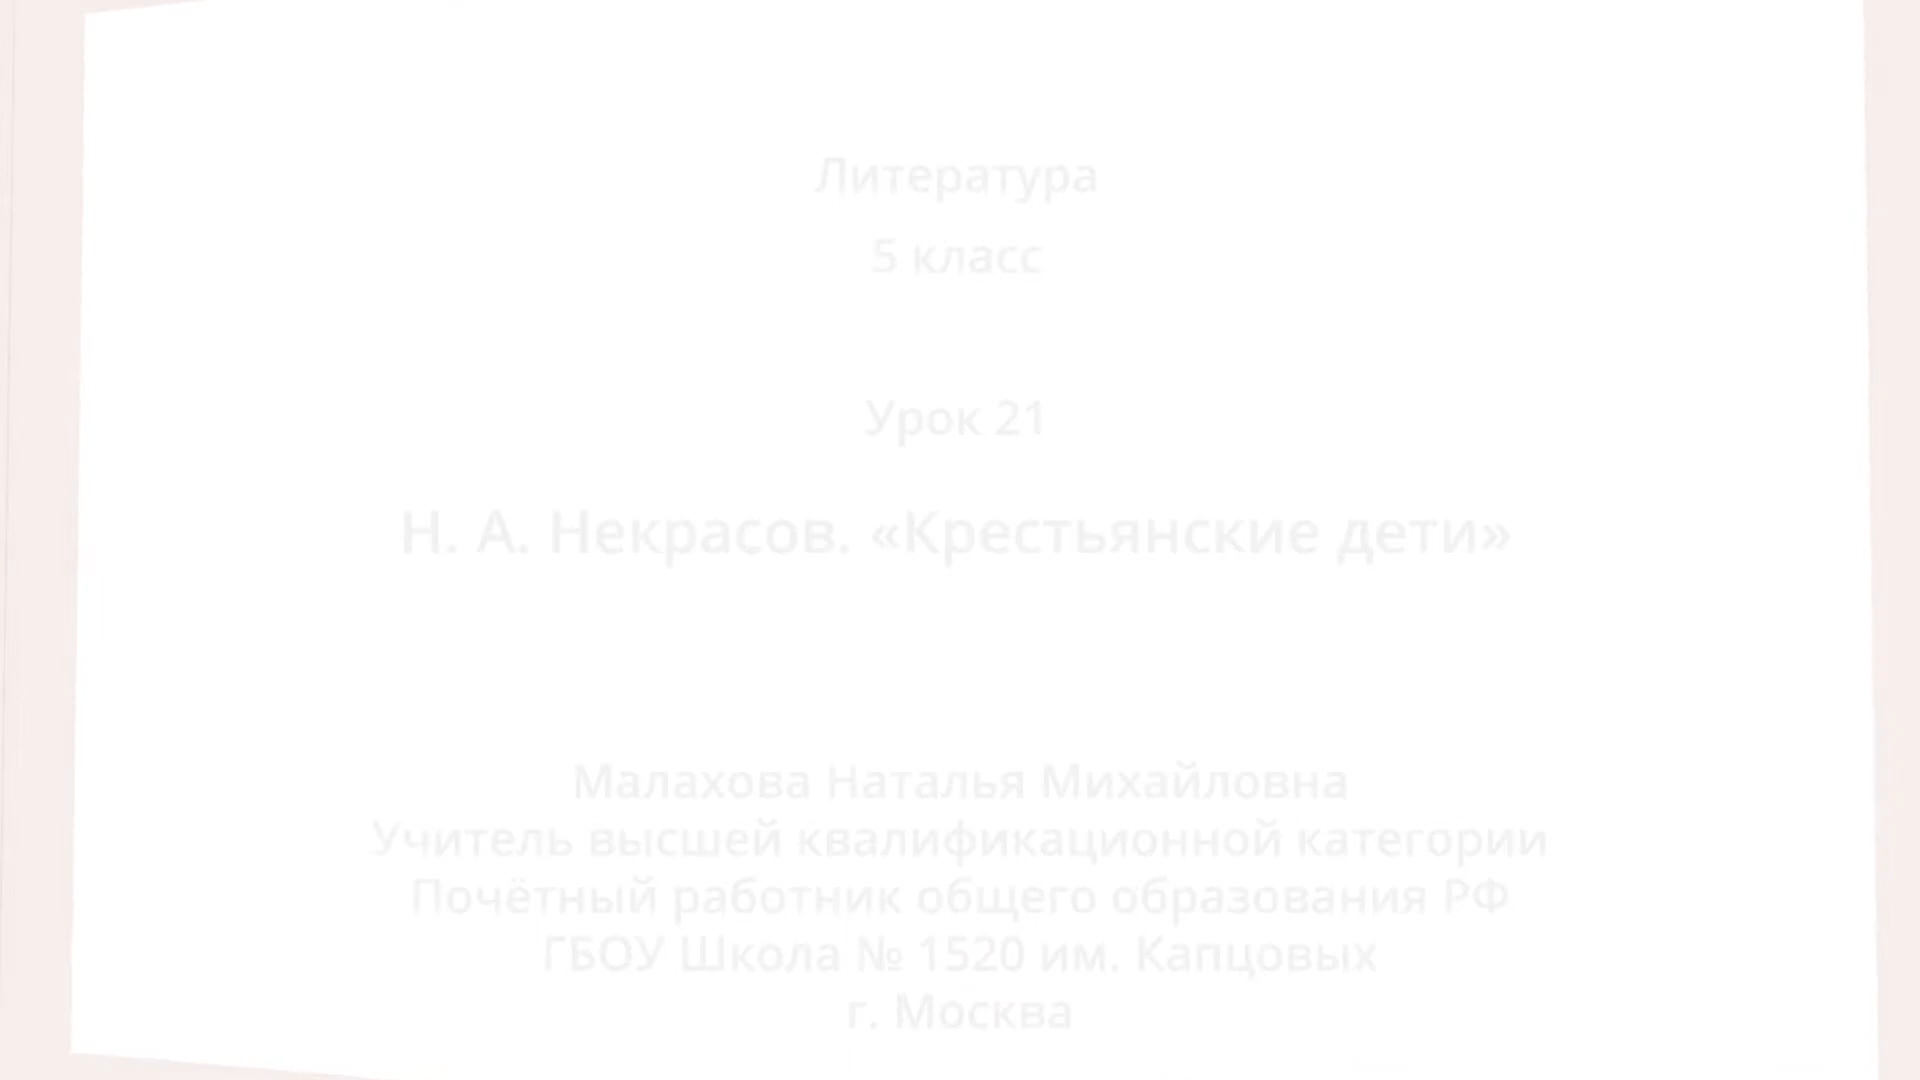 Литература
5 класс
Урок 21
Н. А. Некрасов. «Крестьянские дети»
Малахова Наталья Михайловна
Учитель высшей квалификационной категории
Почётный работник общего образования РФ
ГБОУ Школа № 1520 им. Капцовых
г. Москва